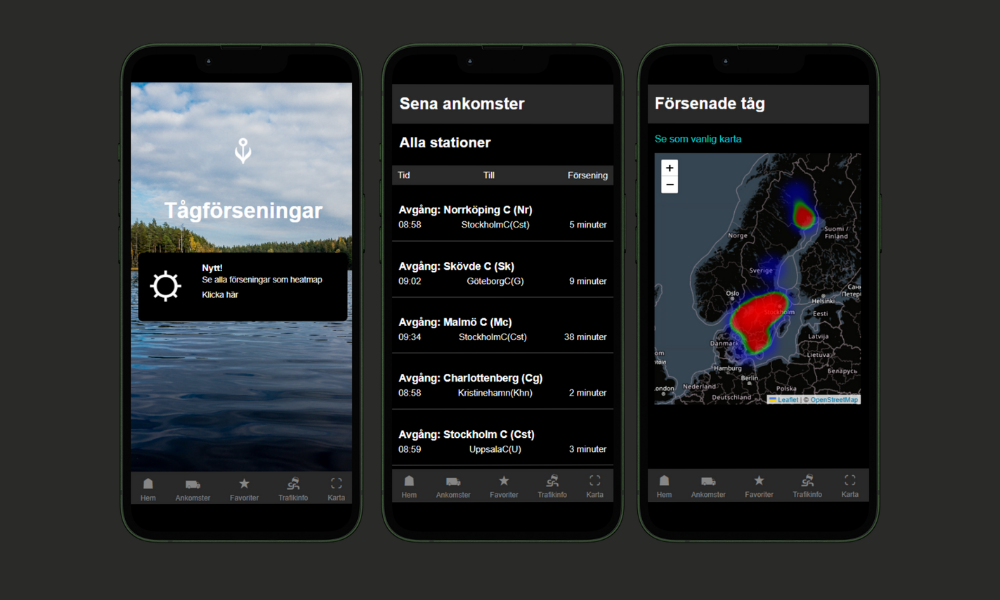 Tågförseningar
Nytt!
Se alla förseningar som heatmap
Klicka här
Hem Ankomster Favoriter Trafikinfo Karta
Sena ankomster
Alla stationer
Tid Till Försening
Avgång: Norrköping C (Nr)
08:58 StockholmC(Cst) 5 minuter
Avgång: Skövde C (Sk)
09:02 GöteborgC(G) 9 minuter
Avgång: Malmö C (Mc)
09:34 StockholmC(Cst) 38 minuter
Avgång: Charlottenberg (Cg)
08:58 Kristinehamn(Khn) 2 minuter
Avgång: Stockholm C (Cst)
08:59 UppsalaC(U) 3 minuter
Hem Ankomster Favoriter Trafikinfo Karta
Försenade tåg
Se som vanlig karta
+
−
Suomi /
Finland
Norge
Sverige
Oslo
Helsinki
Eesti
Latvija
Danmark
Lietuva
Hamburg
Беларусь
Berlin
Nederland
Polska
Deutschland
Leaflet | © OpenStreetMap
Hem Ankomster Favoriter Trafikinfo Karta